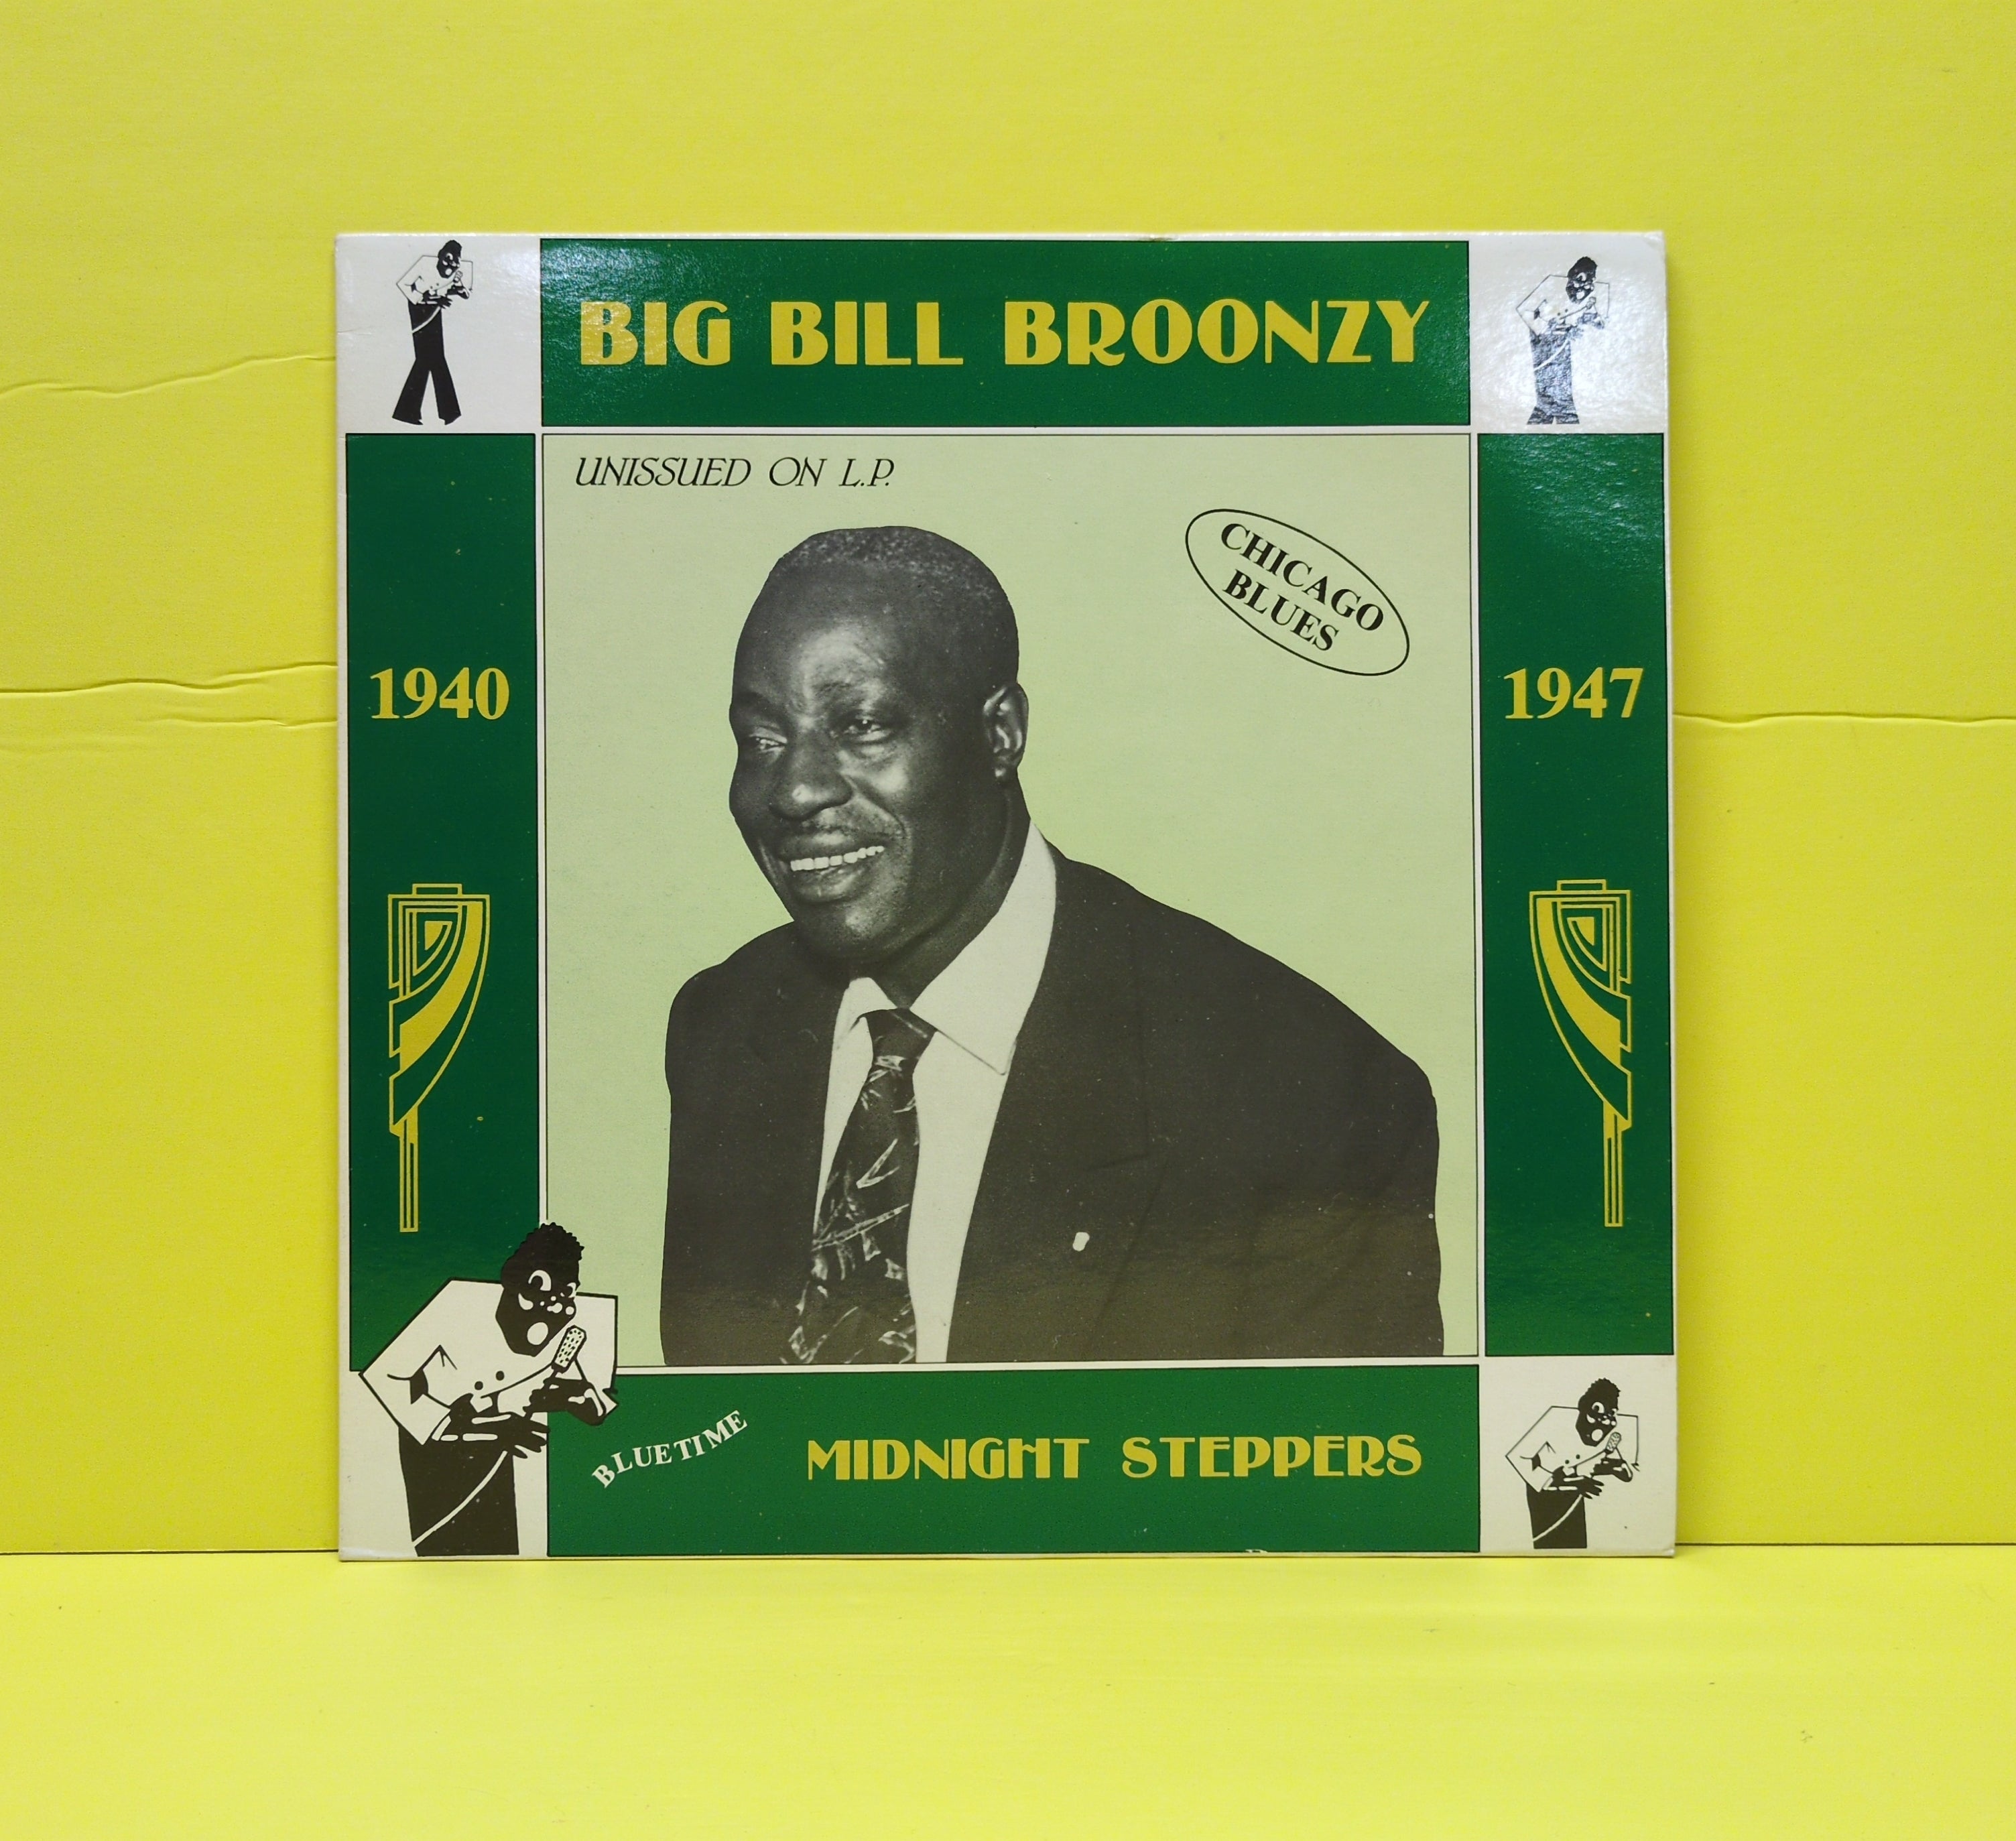 BIG BILL BROONZY
UNISSUED ON L.P.
CHICAGO
BLUES
1940
1947
BLUETIME
MIDNIGHT STEPPERS